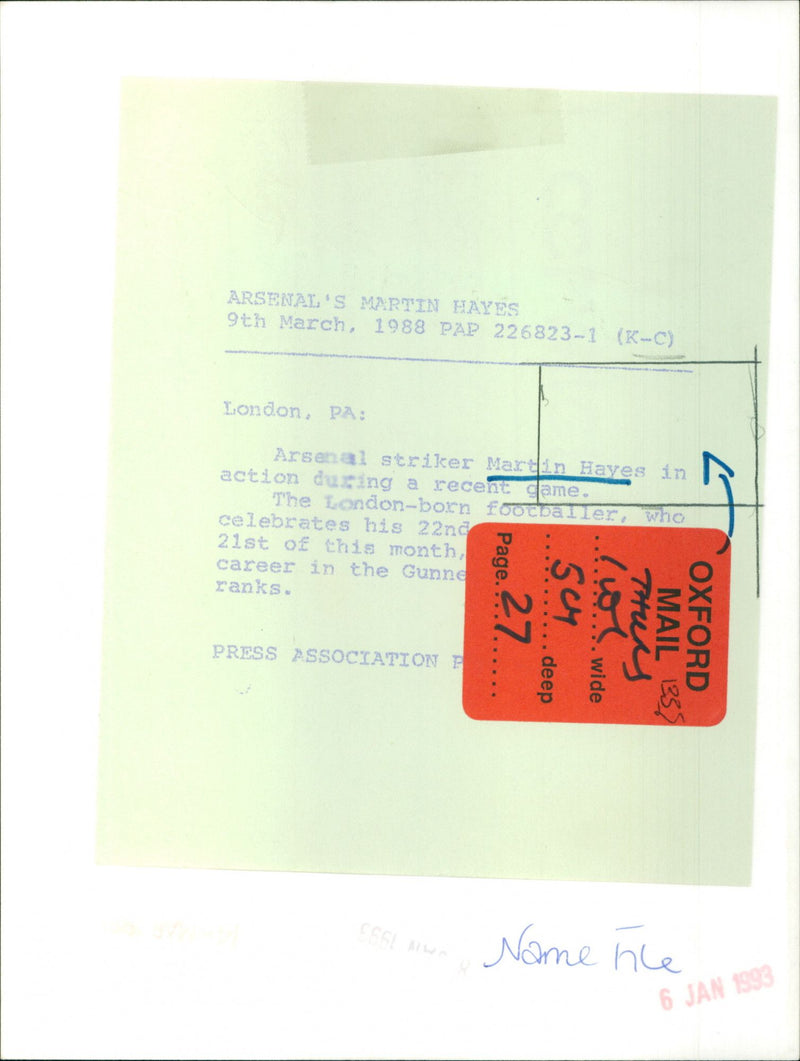 ARSENAL'S MARTIN HAYES
9th March, 1988 PAP 226823-1 (K-C)
London, PA:
Arsenal striker Martin Hayes in
action during a recent game.
The London-born footballer, who
celebrates his 22nd
21st of this month,
career in the Gunne
ranks.
PRESS ASSOCIATION P
OXFORD
MAIL
THURS
wide
deep
Page 27
Name File
6 JAN 1993